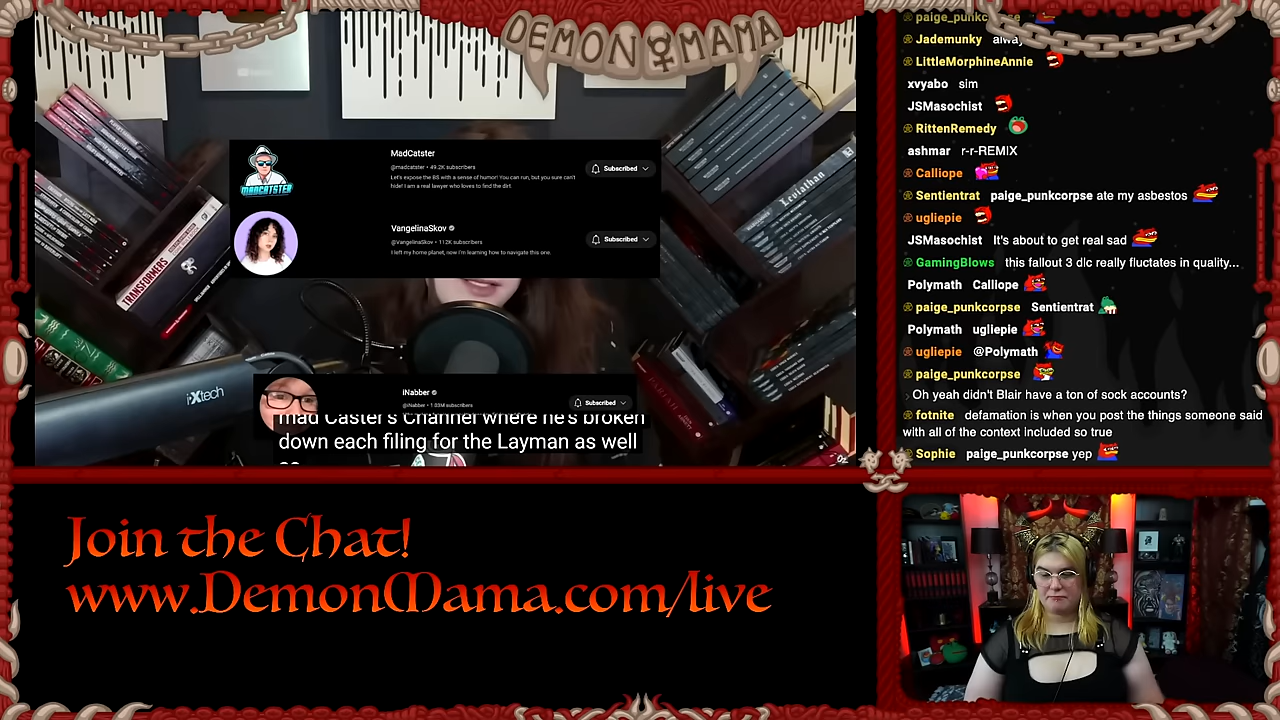 DEMON MAMA
MadCatster
@madcatster • 49.2K subscribers
Let's expose the BS with a sense of humor! You can run, but you sure can't
hide! I am a real lawyer who loves to find the dirt.
Subscribed
MADCATSTER
VangelinaSkov
@VangelinaSkov • 112K subscribers
I left my home planet, now I'm learning how to navigate this one.
Subscribed
TRANSFORMERS
Leviathan
iXtech
iNabber
@iNabber • 1.03M subscribers
Subscribed
mad Caster's Channel where he's broken
down each filing for the Layman as well
paige_punkcorpse
Jademunky
LittleMorphineAnnie
xvyabo sim
JSMasochist
RittenRemedy
ashmar r-r-REMIX
Calliope
Sentientrat paige_punkcorpse ate my asbestos
ugliepie
JSMasochist It's about to get real sad
GamingBlows this fallout 3 dlc really fluctates in quality...
Polymath Calliope
paige_punkcorpse Sentientrat
Polymath ugliepie
ugliepie @Polymath
paige_punkcorpse
Oh yeah didn't Blair have a ton of sock accounts?
fotnite defamation is when you post the things someone said
with all of the context included so true
Sophie paige_punkcorpse yep
Join the Chat!
www.DemonMama.com/live